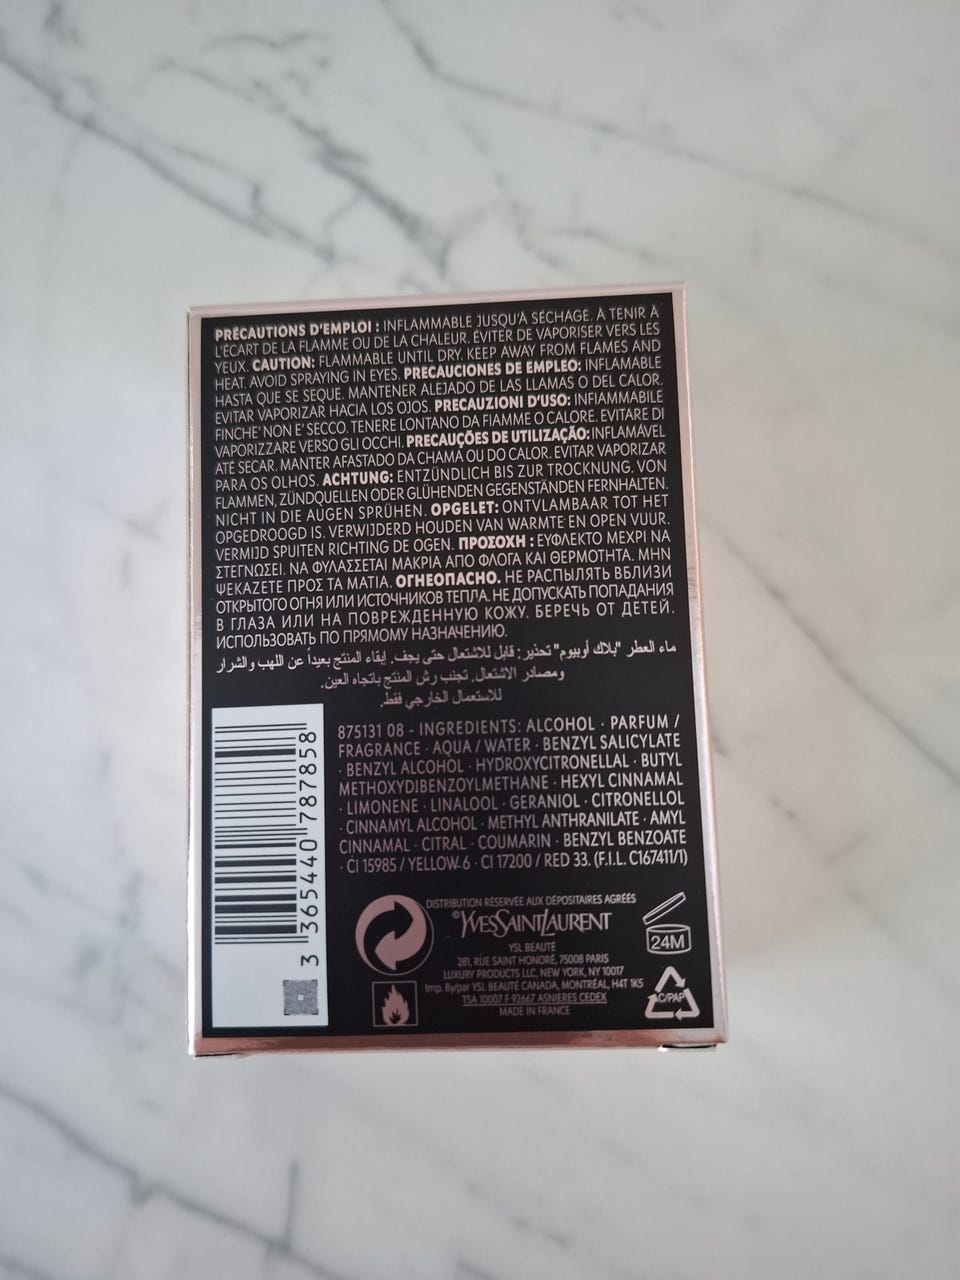 PRÉCAUTIONS D'EMPLOI : INFLAMMABLE JUSQU'À SÉCHAGE. À TENIR À
L'ÉCART DE LA FLAMME OU DE LA CHALEUR. ÉVITER DE VAPORISER VERS LES
YEUX. CAUTION: FLAMMABLE UNTIL DRY. KEEP AWAY FROM FLAMES AND
HEAT. AVOID SPRAYING IN EYES. PRECAUCIONES DE EMPLEO: INFLAMABLE
HASTA QUE SE SEQUE. MANTENER ALEJADO DE LAS LLAMAS O DEL CALOR.
EVITAR VAPORIZAR HACIA LOS OJOS. PRECAUZIONI D'USO: INFIAMMABILE
FINCHE' NON E' SECCO. TENERE LONTANO DA FIAMME O CALORE. EVITARE DI
VAPORIZZARE VERSO GLI OCCHI. PRECAUÇÕES DE UTILIZAÇÃO: INFLAMÁVEL
ATÉ SECAR. MANTER AFASTADO DA CHAMA OU DO CALOR. EVITAR VAPORIZAR
PARA OS OLHOS. ACHTUNG: ENTZÜNDLICH BIS ZUR TROCKNUNG. VON
FLAMMEN, ZÜNDQUELLEN ODER GLÜHENDEN GEGENSTÄNDEN FERNHALTEN.
NICHT IN DIE AUGEN SPRÜHEN. OPGELET: ONTVLAMBAAR TOT HET
OPGEDROOGD IS. VERWIJDERD HOUDEN VAN WARMTE EN OPEN VUUR.
VERMIJD SPUITEN RICHTING DE OGEN. ΠΡΟΣΟΧΗ : ΕΥΦΛΕΚΤΟ ΜΕΧΡΙ ΝΑ
ΣΤΕΓΝΩΣΕΙ. ΝΑ ΦΥΛΑΣΣΕΤΑΙ ΜΑΚΡΙΑ ΑΠΟ ΦΛΟΓΑ ΚΑΙ ΘΕΡΜΟΤΗΤΑ. ΜΗΝ
ΨΕΚΑΖΕΤΕ ΠΡΟΣ ΤΑ ΜΑΤΙΑ. ОГНЕОПАСНО. НЕ РАСПЫЛЯТЬ ВБЛИЗИ
ОТКРЫТОГО ОГНЯ ИЛИ ИСТОЧНИКОВ ТЕПЛА. НЕ ДОПУСКАТЬ ПОПАДАНИЯ
В ГЛАЗА ИЛИ НА ПОВРЕЖДЕННУЮ КОЖУ. БЕРЕЧЬ ОТ ДЕТЕЙ.
ИСПОЛЬЗОВАТЬ ПО ПРЯМОМУ НАЗНАЧЕНИЮ.
ماء العطر "بلاك أوبيوم" تحذير: قابل للاشتعال حتى يجف. إبقاء المنتج بعيداً عن اللهب والشرار
ومصادر الاشتعال. تجنب رش المنتج باتجاه العين.
للاستعمال الخارجي فقط.
875131 08 - INGREDIENTS: ALCOHOL · PARFUM /
FRAGRANCE · AQUA / WATER · BENZYL SALICYLATE
· BENZYL ALCOHOL · HYDROXYCITRONELLAL · BUTYL
METHOXYDIBENZOYLMETHANE · HEXYL CINNAMAL
· LIMONENE · LINALOOL · GERANIOL · CITRONELLOL
· CINNAMYL ALCOHOL · METHYL ANTHRANILATE · AMYL
CINNAMAL · CITRAL · COUMARIN · BENZYL BENZOATE
· CI 15985 / YELLOW 6 · CI 17200 / RED 33. (F.I.L. C167411/1)
3 365440 787858
DISTRIBUTION RÉSERVÉE AUX DÉPOSITAIRES AGRÉÉS
©YVESSAINTLAURENT
YSL BEAUTÉ
281, RUE SAINT HONORÉ, 75008 PARIS
LUXURY PRODUCTS LLC, NEW YORK, NY 10017
Imp. By/par YSL BEAUTÉ CANADA, MONTRÉAL, H4T 1K5
TSA 10007 F 92667 ASNIERES CEDEX
MADE IN FRANCE
24M
C/PAP